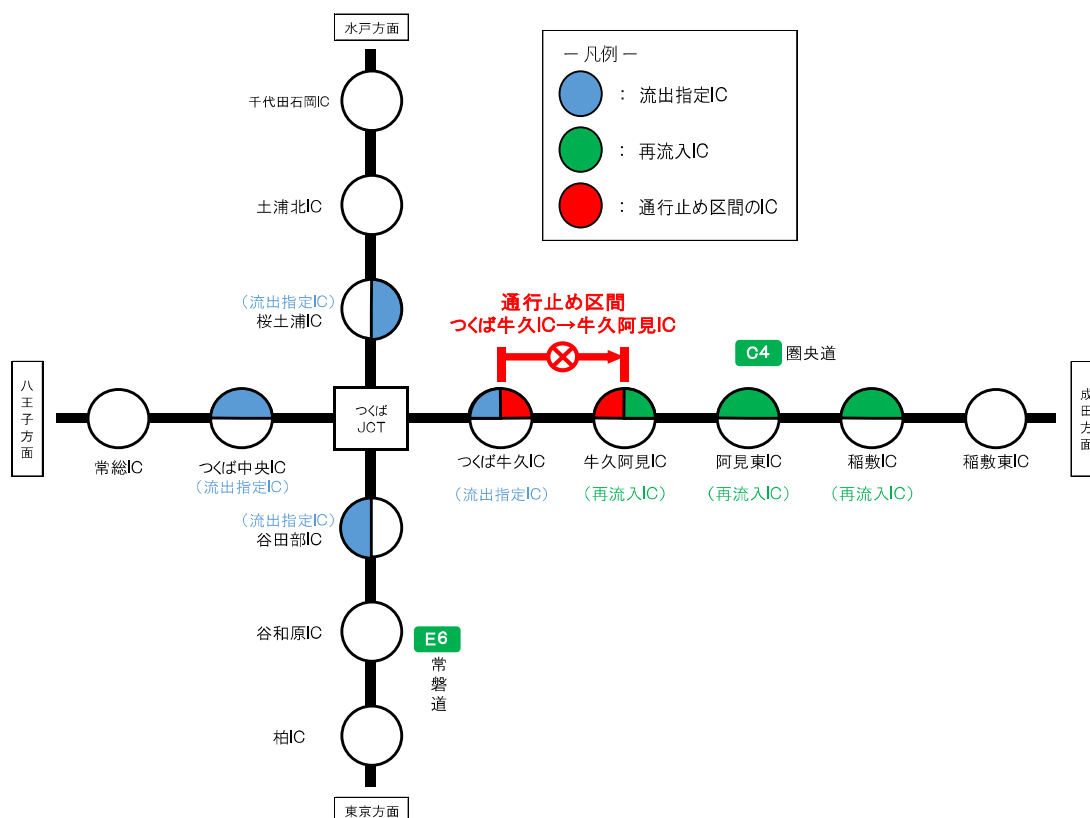 水戸方面
千代田石岡IC
土浦北IC
(流出指定IC)
桜土浦IC
ー 凡例 ー
： 流出指定IC
： 再流入IC
： 通行止め区間のIC
通行止め区間
つくば牛久IC→牛久阿見IC
C4 圏央道
八王子方面
つくば
JCT
成田方面
常総IC
つくば中央IC
(流出指定IC)
つくば牛久IC
(流出指定IC)
牛久阿見IC
(再流入IC)
阿見東IC
(再流入IC)
稲敷IC
(再流入IC)
稲敷東IC
(流出指定IC)
谷田部IC
谷和原IC
E6
常磐道
柏IC
東京方面